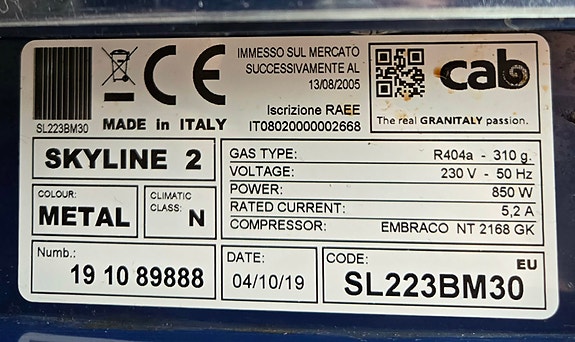 IMMESSO SUL MERCATO
SUCCESSIVAMENTE AL
13/08/2005
Iscrizione RAEE
IT08020000002668
SL223BM30
CE
MADE in ITALY
cab
The real GRANITALY passion.
SKYLINE 2
COLOUR:
METAL
CLIMATIC
CLASS: N
GAS TYPE: R404a - 310 g.
VOLTAGE: 230 V - 50 Hz
POWER: 850 W
RATED CURRENT: 5,2 A
COMPRESSOR: EMBRACO NT 2168 GK
Numb.:
19 10 89888
DATE:
04/10/19
CODE:
EU
SL223BM30